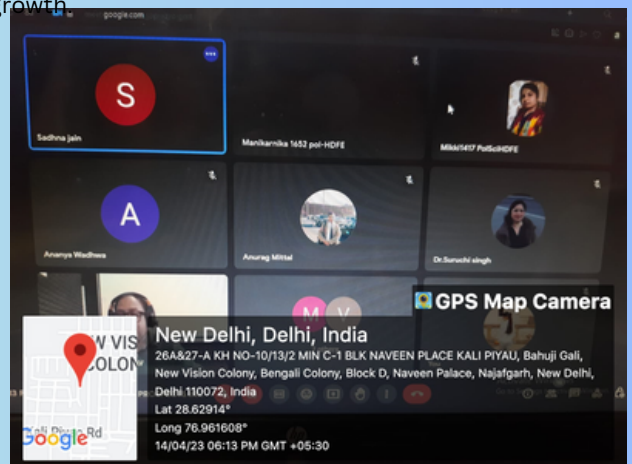 growth.
google.com
S
Sadhna jain
Manikarnika 1652 pol-HDFE
Mikki1417 PolSciHDFE
A
Ananya Wadhwa
Anurag Mittal
Dr.Suruchi singh
M V
GPS Map Camera
W VIS
COLON
Google
Rd
New Delhi, Delhi, India
26A&27-A KH NO-10/13/2 MIN C-1 BLK NAVEEN PLACE KALI PIYAU, Bahuji Gali,
New Vision Colony, Bengali Colony, Block D, Naveen Palace, Najafgarh, New Delhi,
Delhi 110072, India
Lat 28.62914°
Long 76.961608°
14/04/23 06:13 PM GMT +05:30